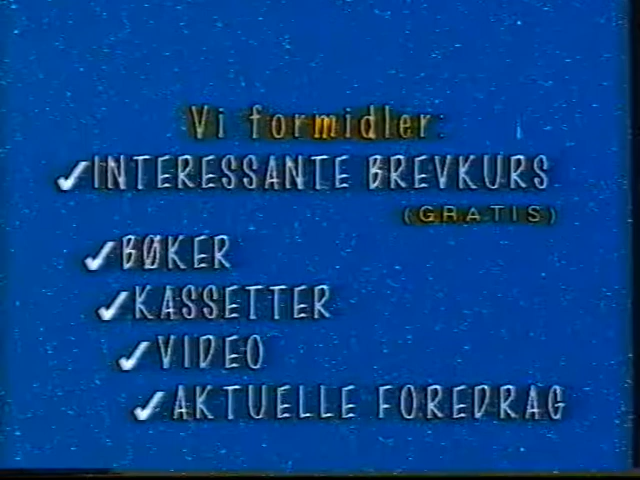 Vi formidler:
INTERESSANTE BREVKURS
(GRATIS)
BØKER
KASSETTER
VIDEO
AKTUELLE FOREDRAG